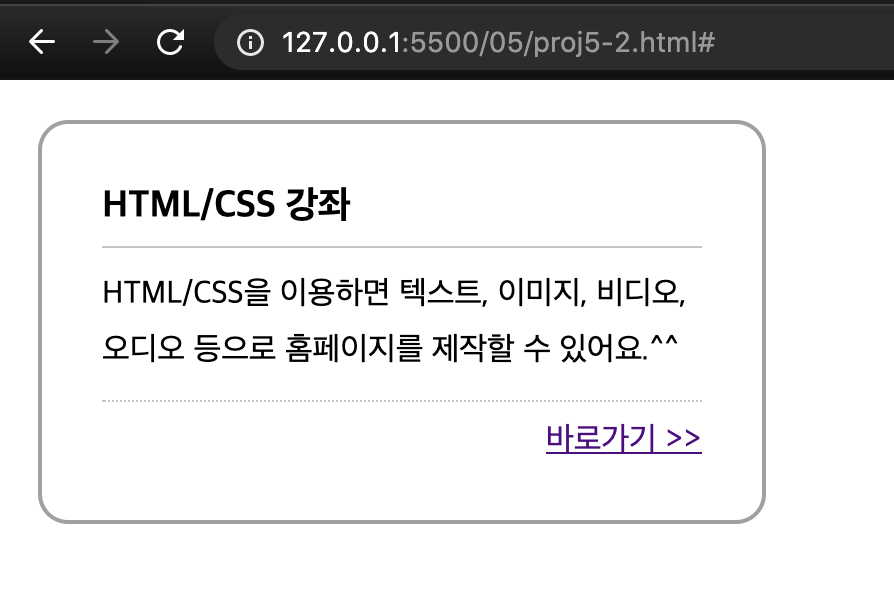 127.0.0.1:5500/05/proj5-2.html#
HTML/CSS 강좌
HTML/CSS을 이용하면 텍스트, 이미지, 비디오,
오디오 등으로 홈페이지를 제작할 수 있어요.^^
바로가기 >>